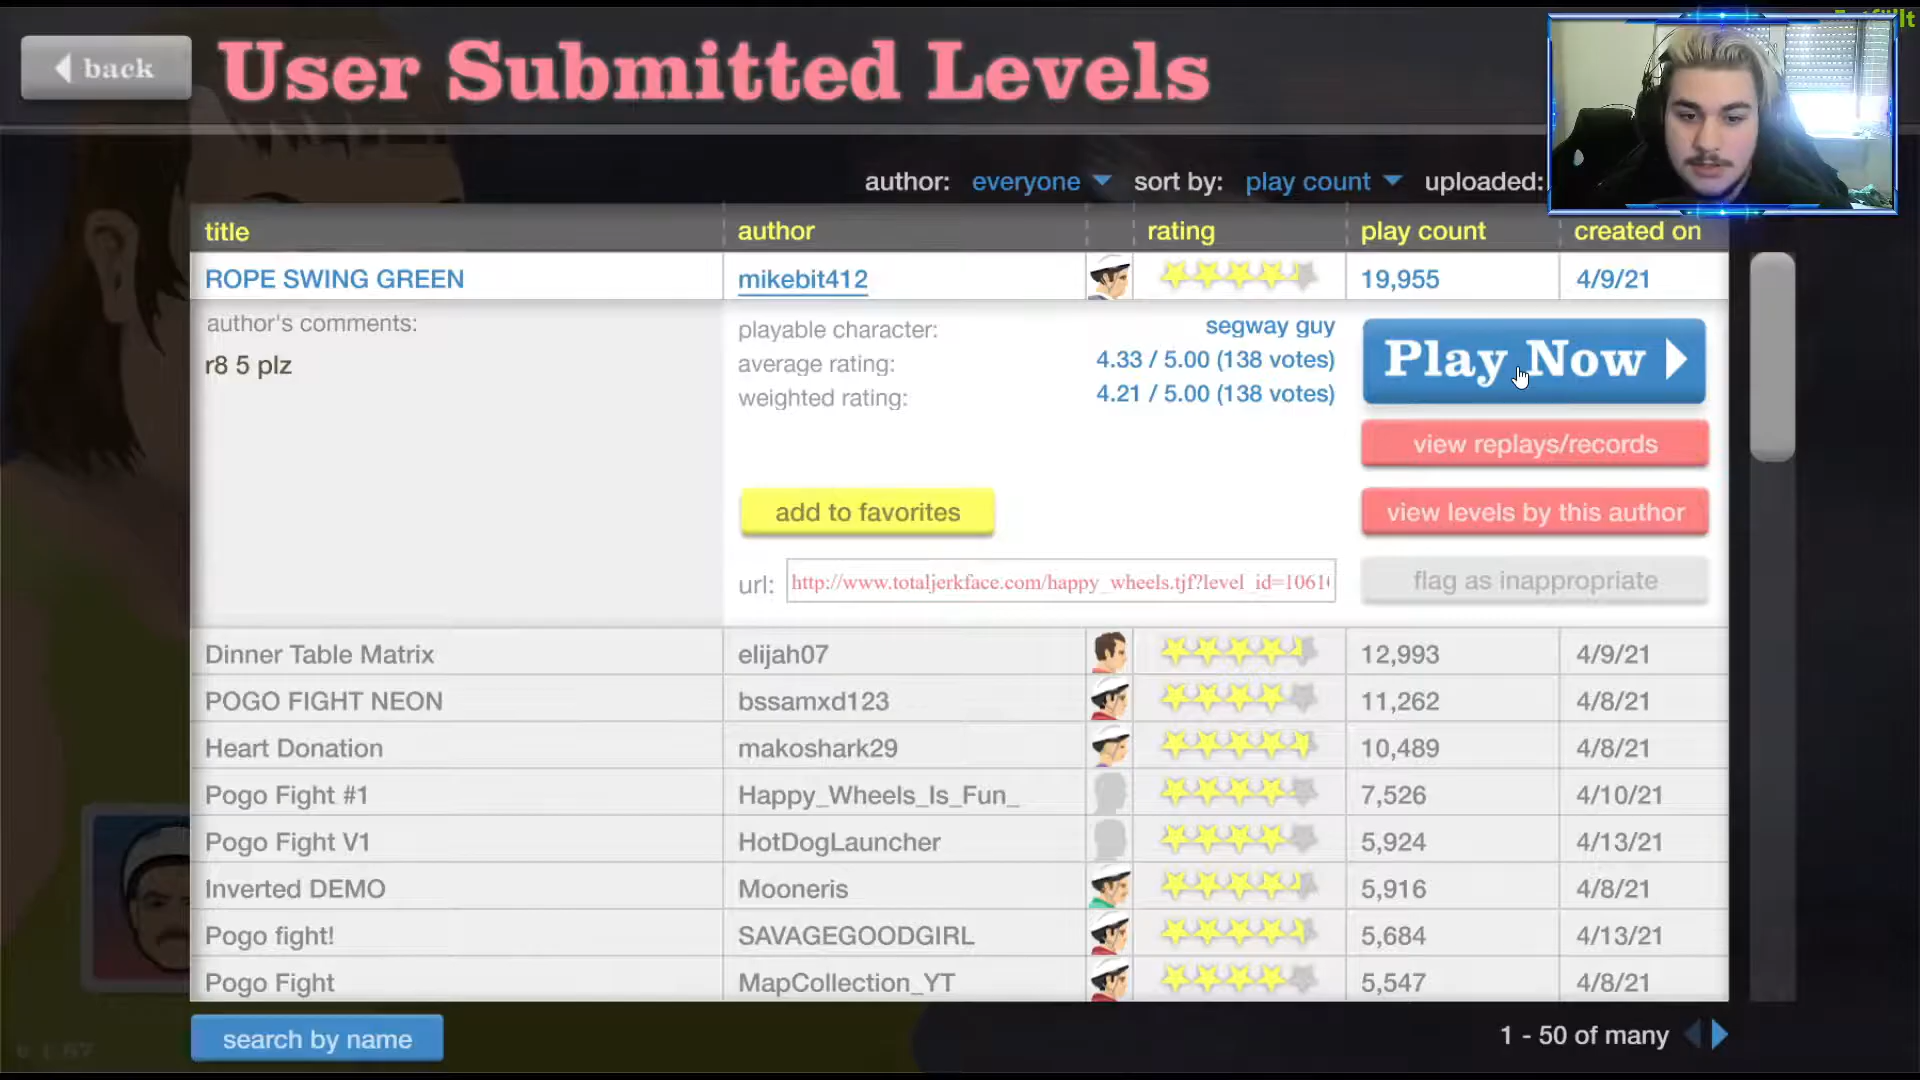 back
User Submitted Levels
author: everyone sort by: play count uploaded:
title author rating play count created on
ROPE SWING GREEN mikebit412 19,955 4/9/21
author's comments:
r8 5 plz
playable character: segway guy
average rating: 4.33 / 5.00 (138 votes)
weighted rating: 4.21 / 5.00 (138 votes)
Play Now
view replays/records
add to favorites
view levels by this author
url: http://www.totaljerkface.com/happy_wheels.tjf?level_id=1061
flag as inappropriate
Dinner Table Matrix elijah07 12,993 4/9/21
POGO FIGHT NEON bssamxd123 11,262 4/8/21
Heart Donation makoshark29 10,489 4/8/21
Pogo Fight #1 Happy_Wheels_Is_Fun_ 7,526 4/10/21
Pogo Fight V1 HotDogLauncher 5,924 4/13/21
Inverted DEMO Mooneris 5,916 4/8/21
Pogo fight! SAVAGEGOODGIRL 5,684 4/13/21
Pogo Fight MapCollection_YT 5,547 4/8/21
search by name
1 - 50 of many